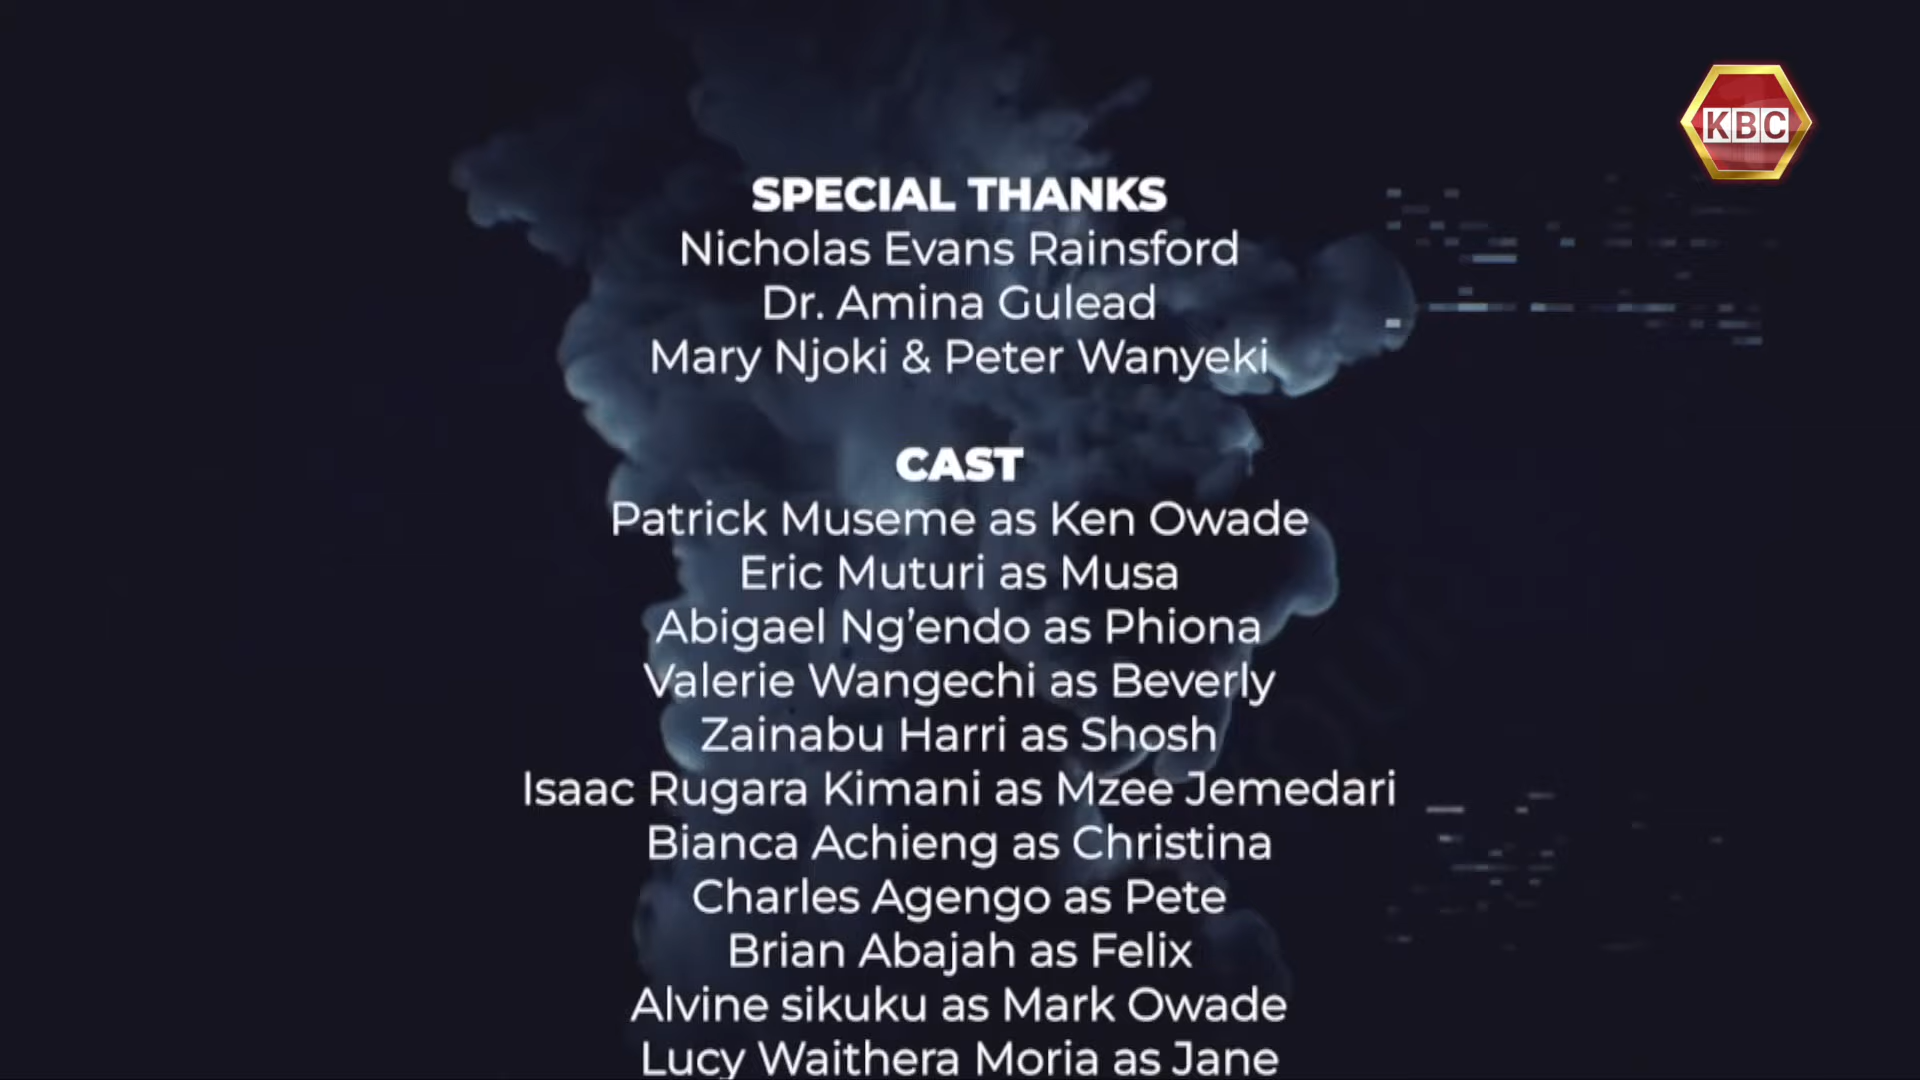 KBC
SPECIAL THANKS
Nicholas Evans Rainsford
Dr. Amina Gulead
Mary Njoki & Peter Wanyeki
CAST
Patrick Museme as Ken Owade
Eric Muturi as Musa
Abigael Ng’endo as Phiona
Valerie Wangechi as Beverly
Zainabu Harri as Shosh
Isaac Rugara Kimani as Mzee Jemedari
Bianca Achieng as Christina
Charles Agengo as Pete
Brian Abajah as Felix
Alvine sikuku as Mark Owade
Lucy Waithera Moria as Jane